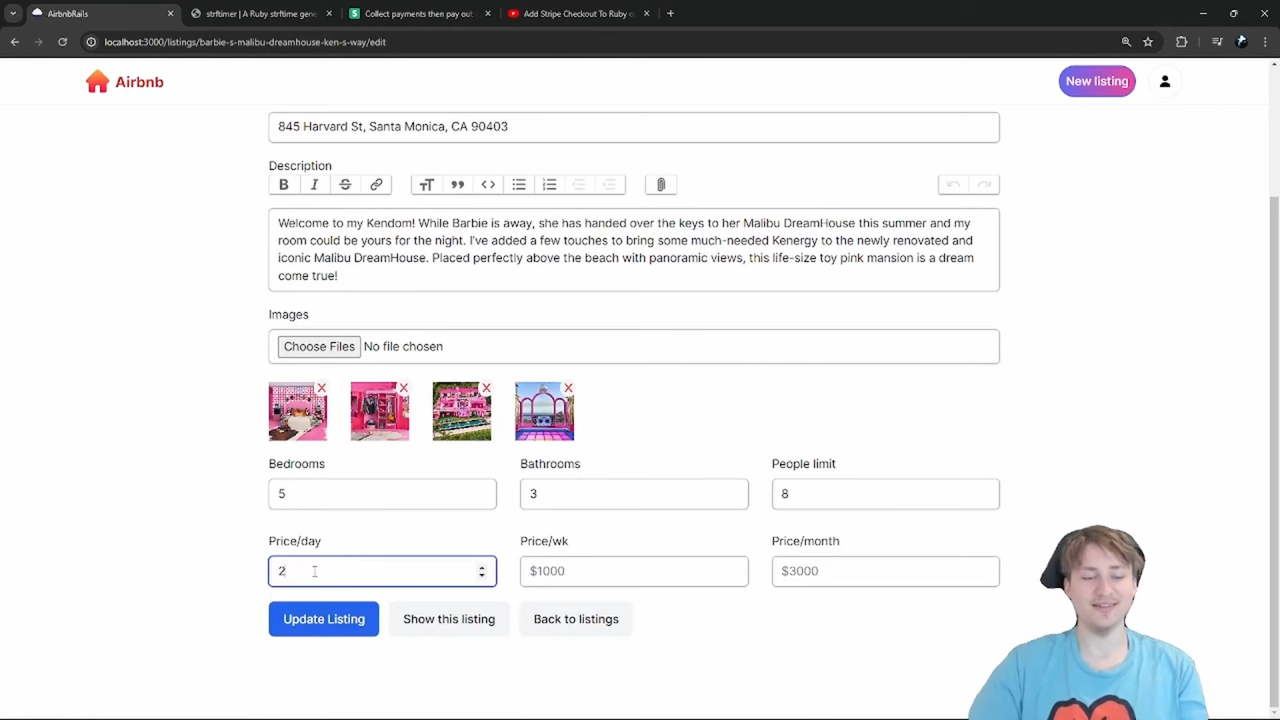 AirbnbRails
strftimer | A Ruby strftime gene
Collect payments then pay out
Add Stripe Checkout To Ruby o
localhost:3000/listings/barbie-s-malibu-dreamhouse-ken-s-way/edit
Airbnb
New listing
845 Harvard St, Santa Monica, CA 90403
Description
Welcome to my Kendom! While Barbie is away, she has handed over the keys to her Malibu DreamHouse this summer and my
room could be yours for the night. I've added a few touches to bring some much-needed Kenergy to the newly renovated and
iconic Malibu DreamHouse. Placed perfectly above the beach with panoramic views, this life-size toy pink mansion is a dream
come true!
Images
Choose Files No file chosen
Bedrooms Bathrooms People limit
5 3 8
Price/day Price/wk Price/month
2 $1000 $3000
Update Listing Show this listing Back to listings